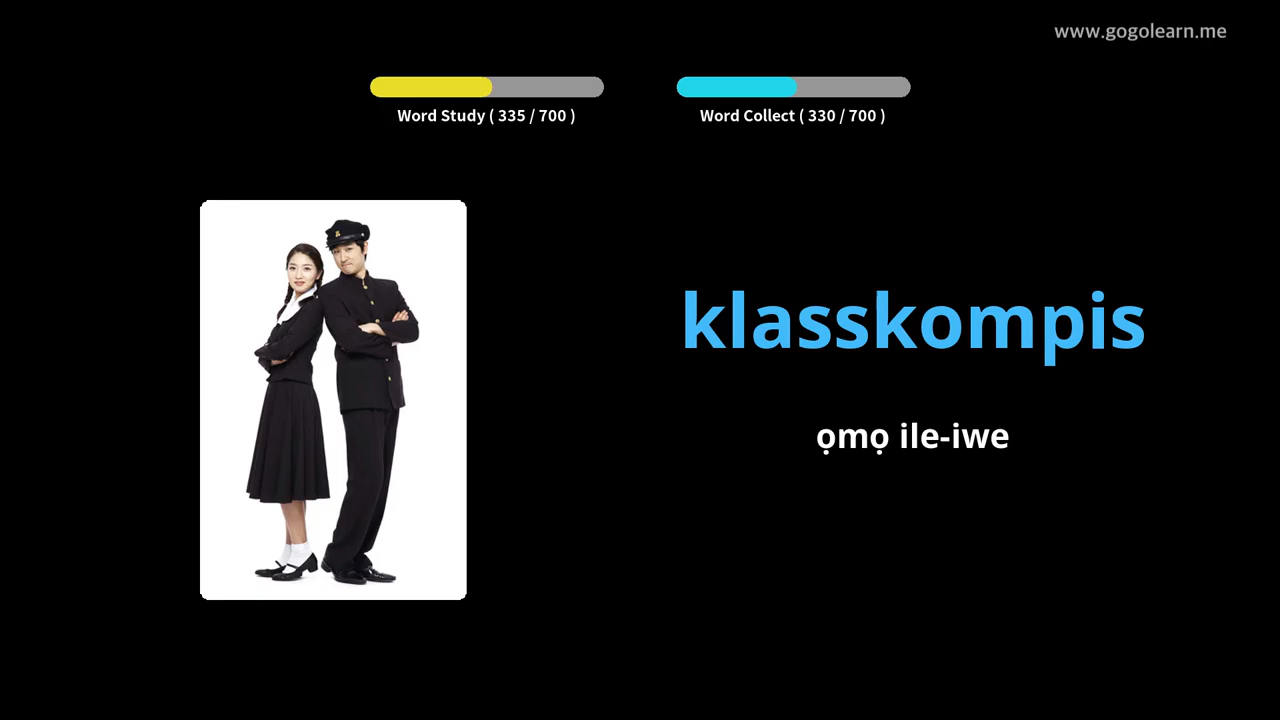 www.gogolearn.me
Word Study ( 335 / 700 )
Word Collect ( 330 / 700 )
klasskompis
ọmọ ile-iwe